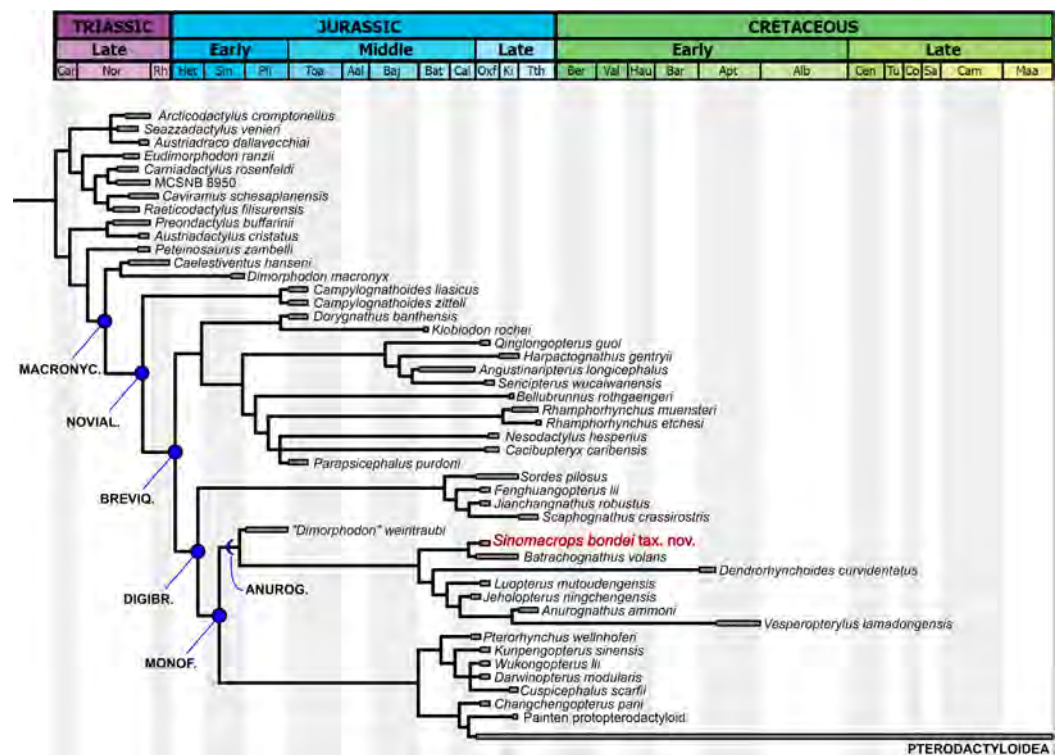 TRIASSIC JURASSIC CRETACEOUS
Late Early Middle Late Early Late
Car Nor Rh Het Sin Pli Toa Aal Baj Bat Cal Oxf Ki Tth Ber Val Hau Bar Apt Alb Cen Tu Co Sa Cam Maa
Arcticodactylus cromptonellus
Seazzadactylus venieri
Austriadraco dallavecchiai
Eudimorphodon ranzii
Carniadactylus rosenfeldi
MCSNB 8950
Caviramus schesaplanensis
Raeticodactylus filisurensis
Preondactylus buffarinii
Austriadactylus cristatus
Peteinosaurus zambelli
Caelestiventus hanseni
Dimorphodon macronyx
Campylognathoides liasicus
Campylognathoides zitteli
Dorygnathus banthensis
Klobiodon rochei
Qinglongopterus guoi
Harpactognathus gentryii
MACRONYC.
Angustinaripterus longicephalus
Sericipterus wucaiwanensis
Bellubrunnus rothgaengeri
Rhamphorhynchus muensteri
NOVIAL.
Rhamphorhynchus etchesi
Nesodactylus hesperius
Cacibupteryx caribensis
Parapsicephalus purdoni
Sordes pilosus
BREVIQ.
Fenghuangopterus lii
Jianchangnathus robustus
Scaphognathus crassirostris
"Dimorphodon" weintraubi
Sinomacrops bondei tax. nov.
Batrachognathus volans
Dendrorhynchoides curvidentatus
Luopterus mutoudengensis
ANUROG.
Jeholopterus ningchengensis
DIGIBR.
Anurognathus ammoni
Vesperopterylus lamadongensis
Pterorhynchus wellnhoferi
Kunpengopterus sinensis
MONOF.
Wukongopterus lii
Darwinopterus modularis
Cuspicephalus scarfii
Changchengopterus pani
Painten protopterodactyloid
PTERODACTYLOIDEA